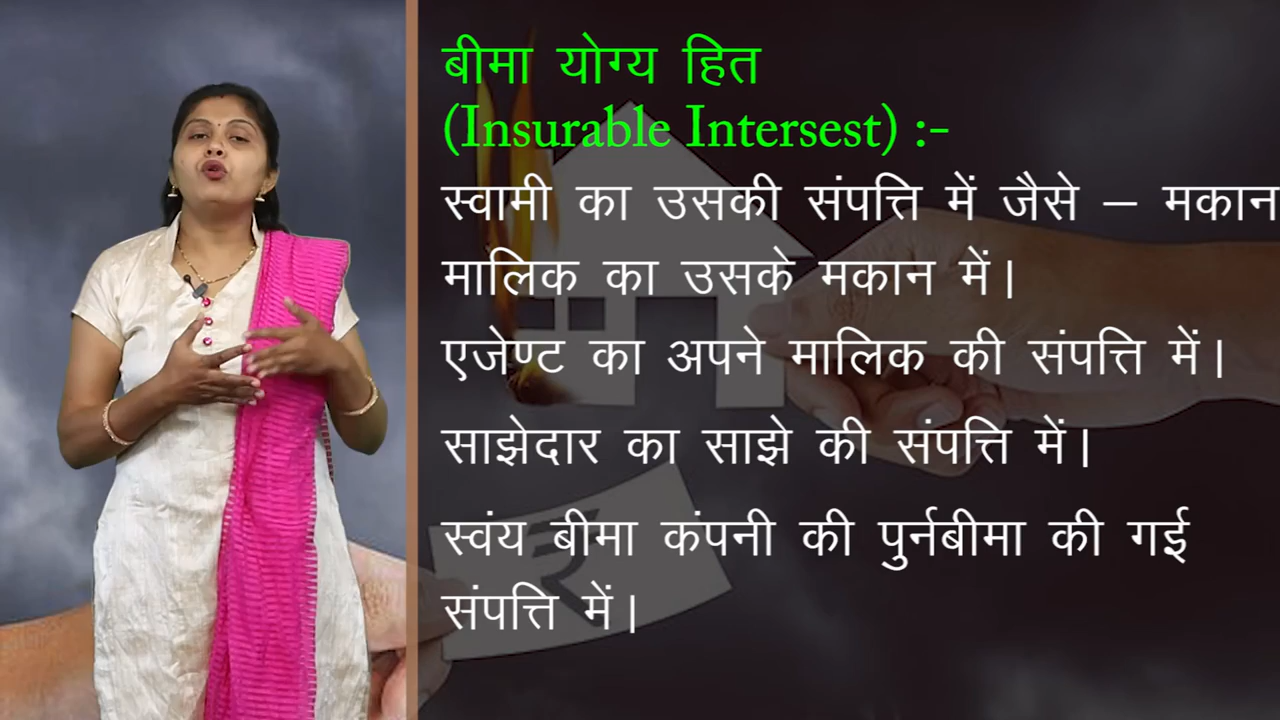 बीमा योग्य हित
(Insurable Intersest) :-
स्वामी का उसकी संपत्ति में जैसे – मकान
मालिक का उसके मकान में।
एजेण्ट का अपने मालिक की संपत्ति में।
साझेदार का साझे की संपत्ति में।
स्वंय बीमा कंपनी की पुर्नबीमा की गई
संपत्ति में।
₹